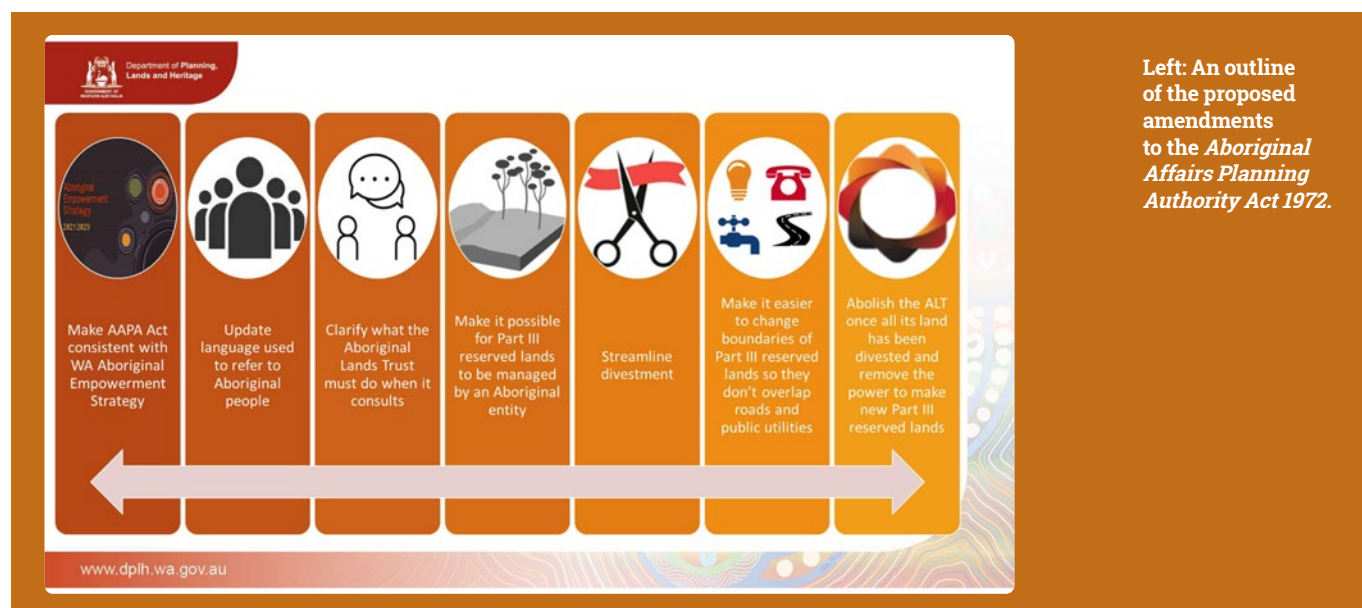 Department of Planning,
Lands and Heritage
GOVERNMENT OF
WESTERN AUSTRALIA
Aboriginal
Empowerment
Strategy
2021/2029
Make AAPA Act
consistent with
WA Aboriginal
Empowerment
Strategy
Update
language used
to refer to
Aboriginal
people
Clarify what the
Aboriginal
Lands Trust
must do when it
consults
Make it possible
for Part III
reserved lands
to be managed
by an Aboriginal
entity
Streamline
divestment
Make it easier
to change
boundaries of
Part III reserved
lands so they
don't overlap
roads and
public utilities
Abolish the ALT
once all its land
has been
divested and
remove the
power to make
new Part III
reserved lands
www.dplh.wa.gov.au
Left: An outline
of the proposed
amendments
to the Aboriginal
Affairs Planning
Authority Act 1972.